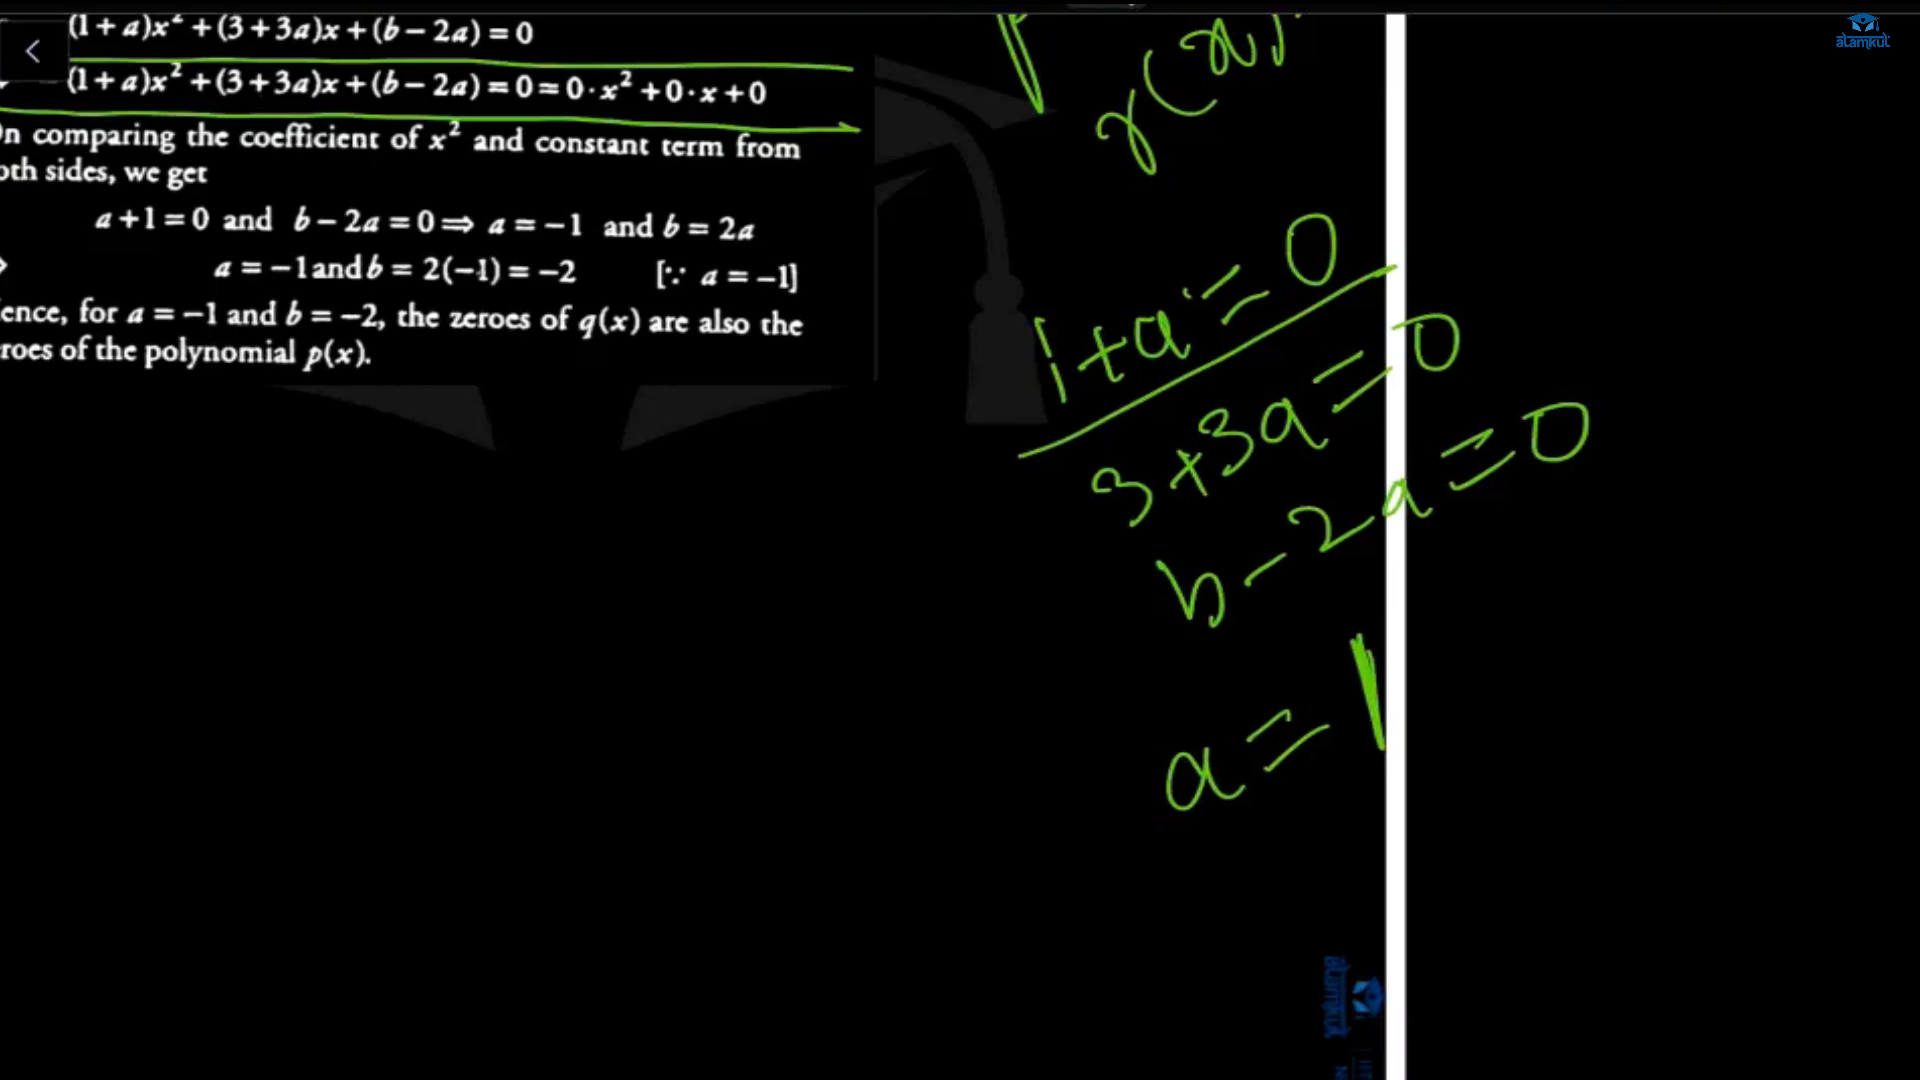 (1 + a)x² + (3 + 3a)x + (b − 2a) = 0
(1 + a)x² + (3 + 3a)x + (b − 2a) = 0 = 0 · x² + 0 · x + 0
n comparing the coefficient of x² and constant term from
oth sides, we get
a + 1 = 0 and b − 2a = 0 ⇒ a = −1 and b = 2a
a = −1 and b = 2(−1) = −2 [∵ a = −1]
ence, for a = −1 and b = −2, the zeroes of q(x) are also the
roes of the polynomial p(x).
r(x)
1+a=0
3+3a=0
b-2a=0
a=
alamkul
alamkul